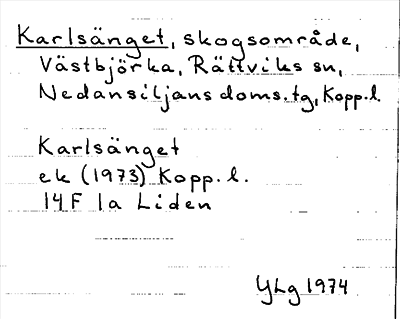 Karlsänget, skogsområde,
Västbjörka, Rättviks sn,
Nedansiljans doms.tg, Kopp.l.
Karlsänget
ek (1973) Kopp.l.
14F 1a Liden
YLg 1974